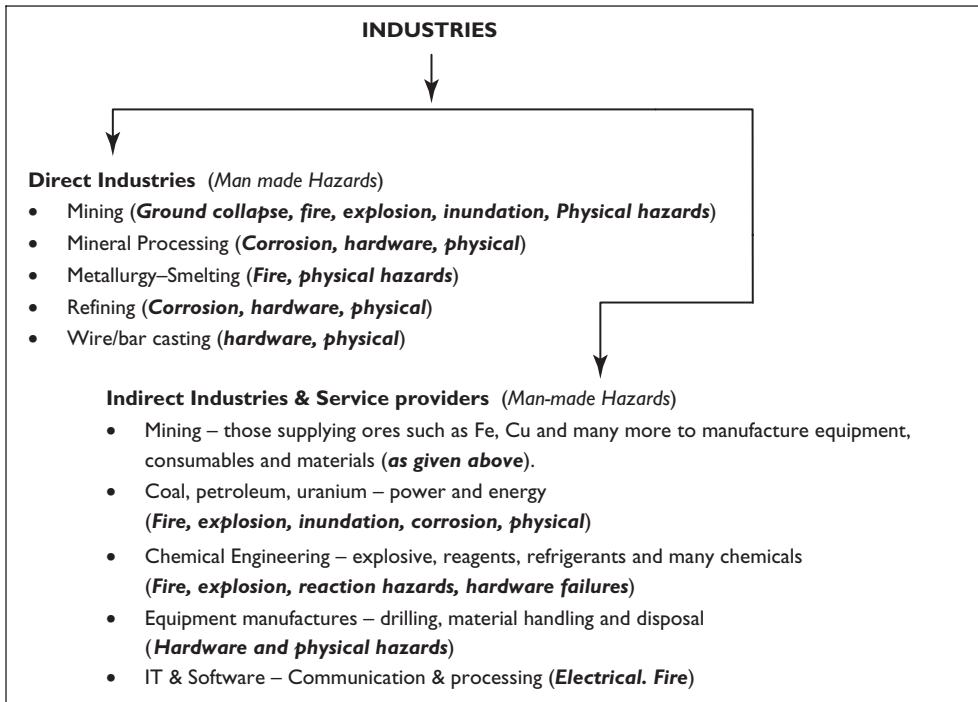 INDUSTRIES
Direct Industries (Man made Hazards)
• Mining (Ground collapse, fire, explosion, inundation, Physical hazards)
• Mineral Processing (Corrosion, hardware, physical)
• Metallurgy–Smelting (Fire, physical hazards)
• Refining (Corrosion, hardware, physical)
• Wire/bar casting (hardware, physical)
Indirect Industries & Service providers (Man-made Hazards)
• Mining – those supplying ores such as Fe, Cu and many more to manufacture equipment,
consumables and materials (as given above).
• Coal, petroleum, uranium – power and energy
(Fire, explosion, inundation, corrosion, physical)
• Chemical Engineering – explosive, reagents, refrigerants and many chemicals
(Fire, explosion, reaction hazards, hardware failures)
• Equipment manufactures – drilling, material handling and disposal
(Hardware and physical hazards)
• IT & Software – Communication & processing (Electrical. Fire)